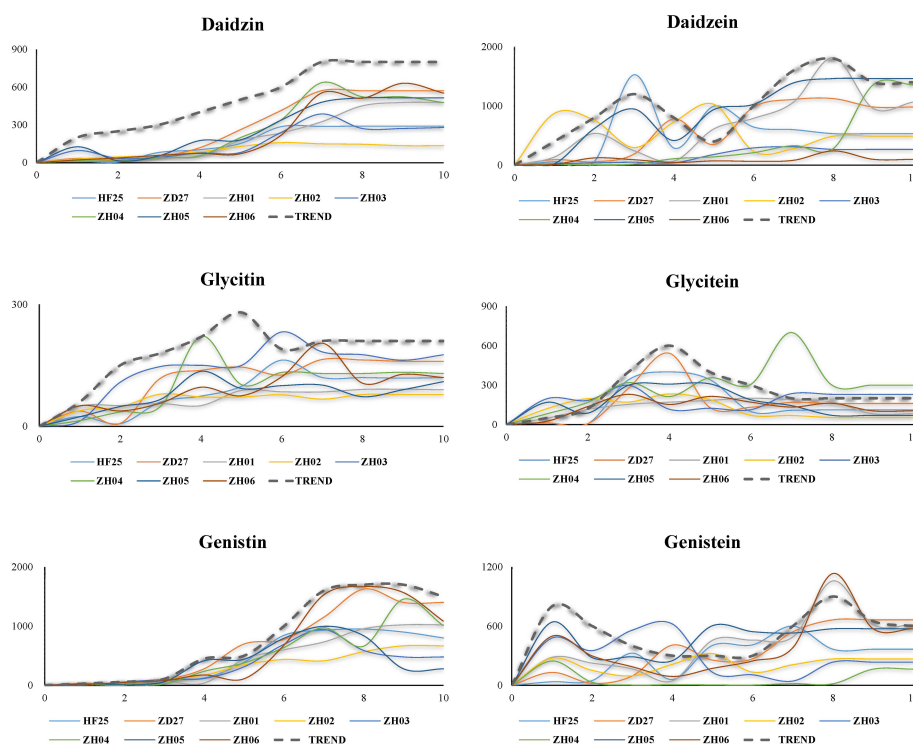 Daidzin
900
600
300
0
0 2 4 6 8 10
HF25 ZD27 ZH01 ZH02 ZH03
ZH04 ZH05 ZH06 TREND
Daidzein
2000
1000
0
0 2 4 6 8 1
HF25 ZD27 ZH01 ZH02 ZH03
ZH04 ZH05 ZH06 TREND
Glycitin
300
0
0 2 4 6 8 10
HF25 ZD27 ZH01 ZH02 ZH03
ZH04 ZH05 ZH06 TREND
Glycitein
900
600
300
0
0 2 4 6 8
HF25 ZD27 ZH01 ZH02 ZH03
ZH04 ZH05 ZH06 TREND
Genistin
2000
1000
0
0 2 4 6 8 10
HF25 ZD27 ZH01 ZH02 ZH03
ZH04 ZH05 ZH06 TREND
Genistein
1200
600
0
0 2 4 6 8 1
HF25 ZD27 ZH01 ZH02 ZH03
ZH04 ZH05 ZH06 TREND